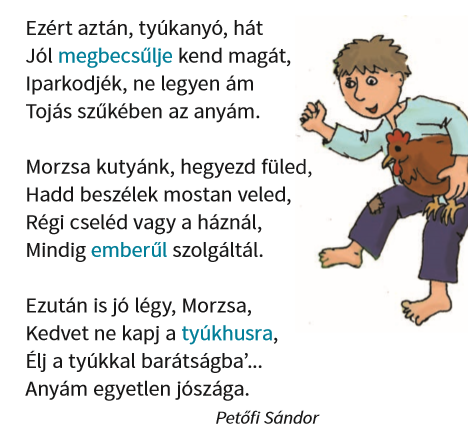 Ezért aztán, tyúkanyó, hát
Jól megbecsűlje kend magát,
Iparkodjék, ne legyen ám
Tojás szűkében az anyám.

Morzsa kutyánk, hegyezd füled,
Hadd beszélek mostan veled,
Régi cseléd vagy a háznál,
Mindig emberűl szolgáltál.

Ezután is jó légy, Morzsa,
Kedvet ne kapj a tyúkhusra,
Élj a tyúkkal barátságba’...
Anyám egyetlen jószága.
Petőfi Sándor